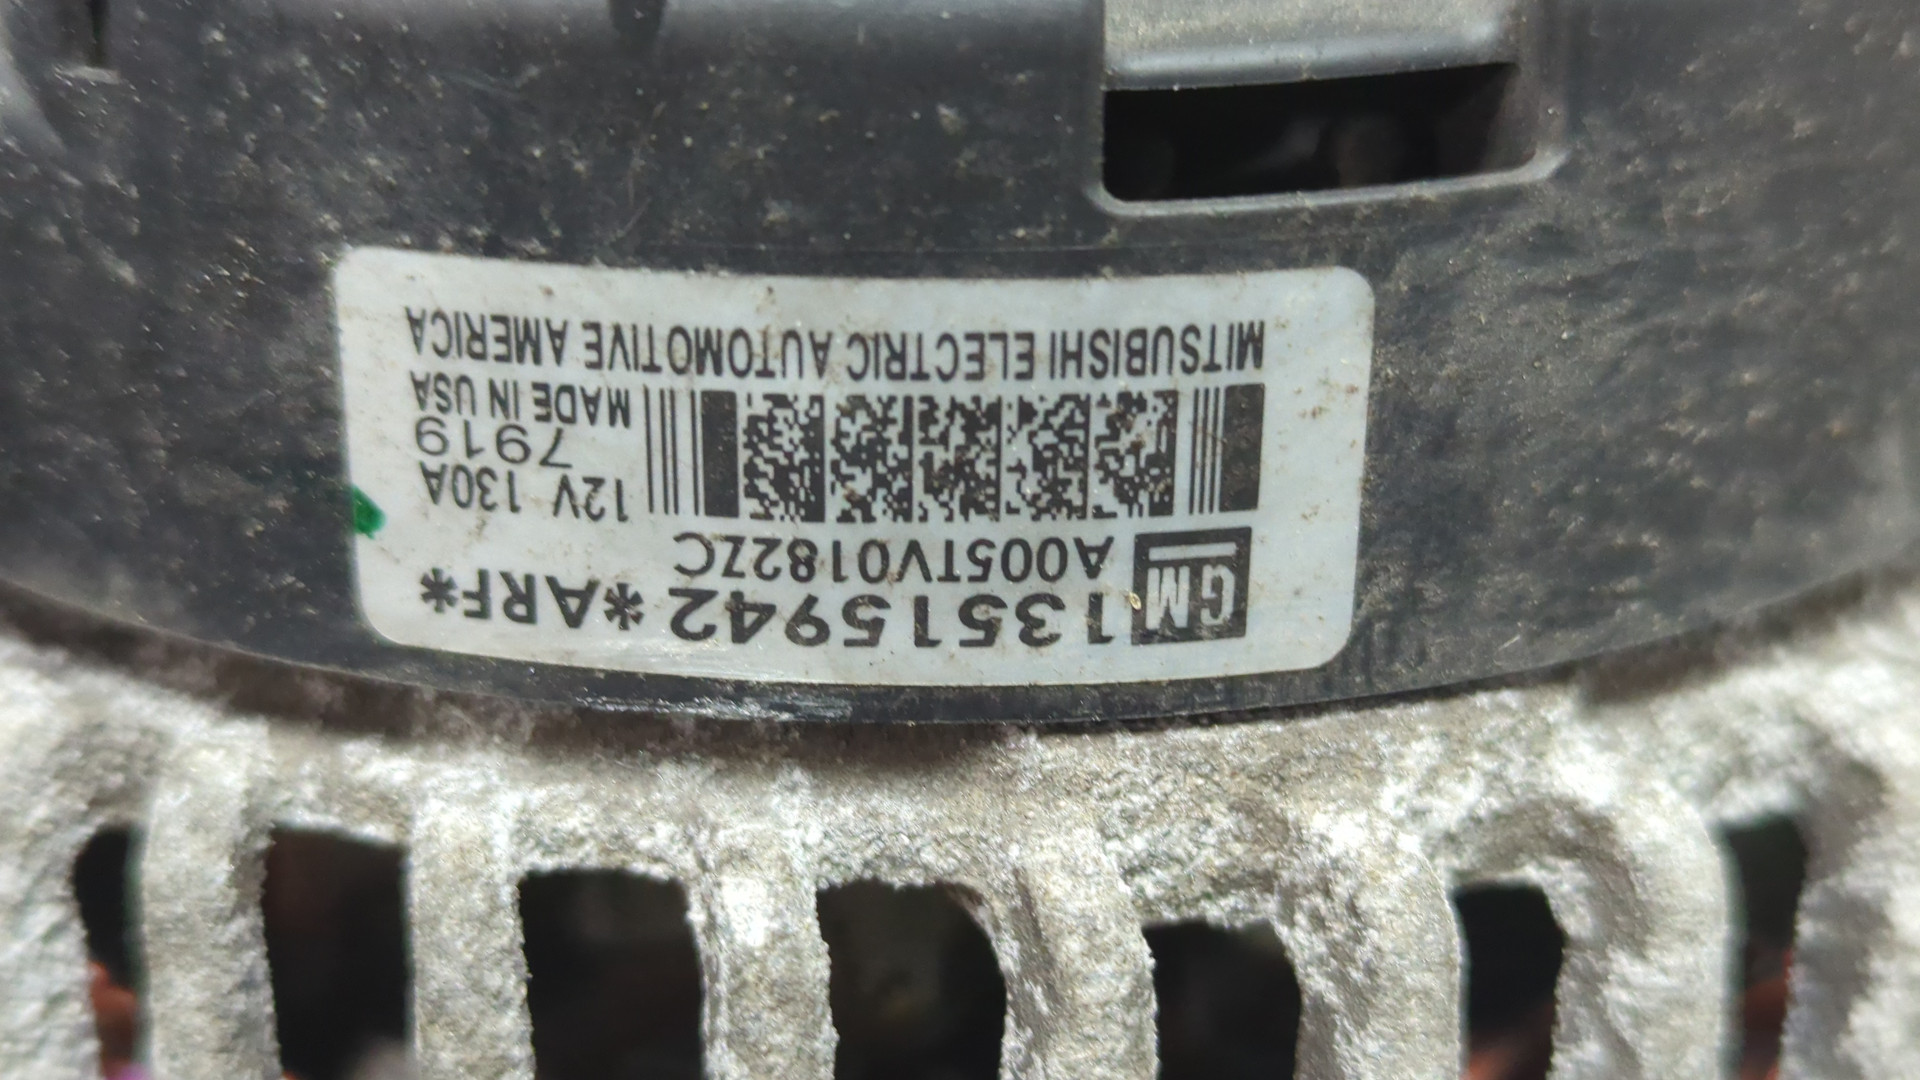 GM 13515942 *ARF*
A005TV0182ZC
12V 130A
7919
MADE IN USA
MITSUBISHI ELECTRIC AUTOMOTIVE AMERICA